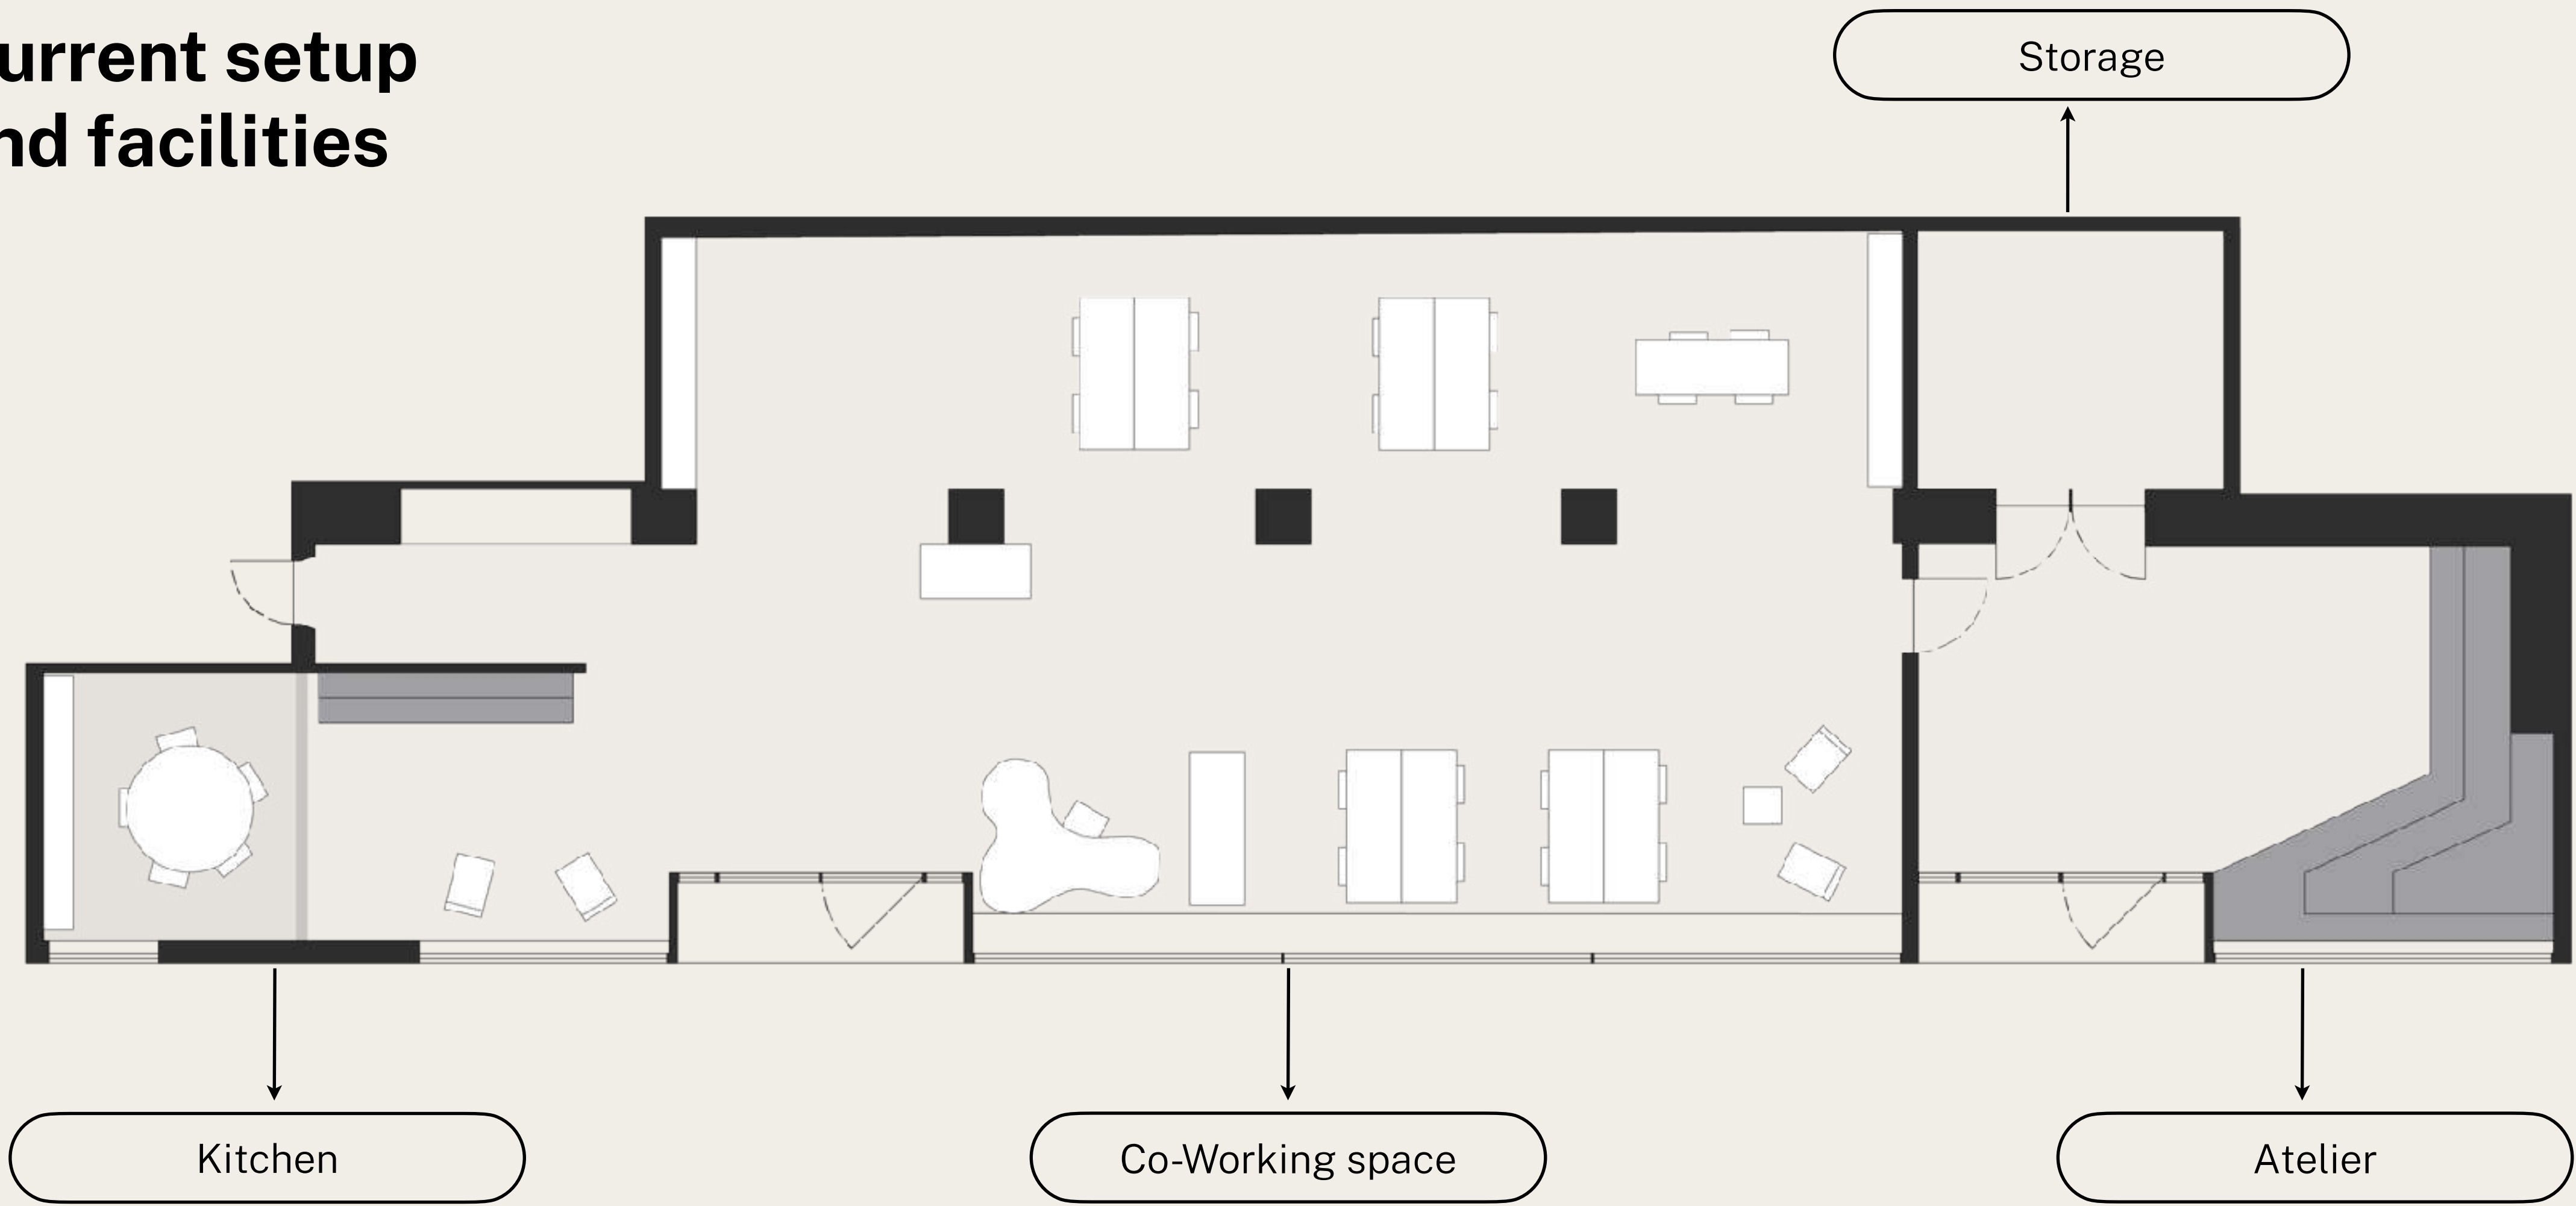 urrent setup
nd facilities
Storage
Kitchen
Co-Working space
Atelier